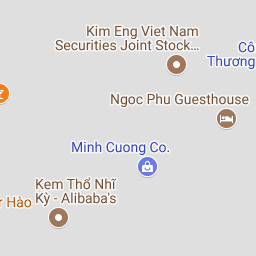 Kim Eng Viet Nam
Securities Joint Stock...
Cô
Thương
Ngoc Phu Guesthouse
Minh Cuong Co.
Kem Thổ Nhĩ
Kỳ - Alibaba's
Hào